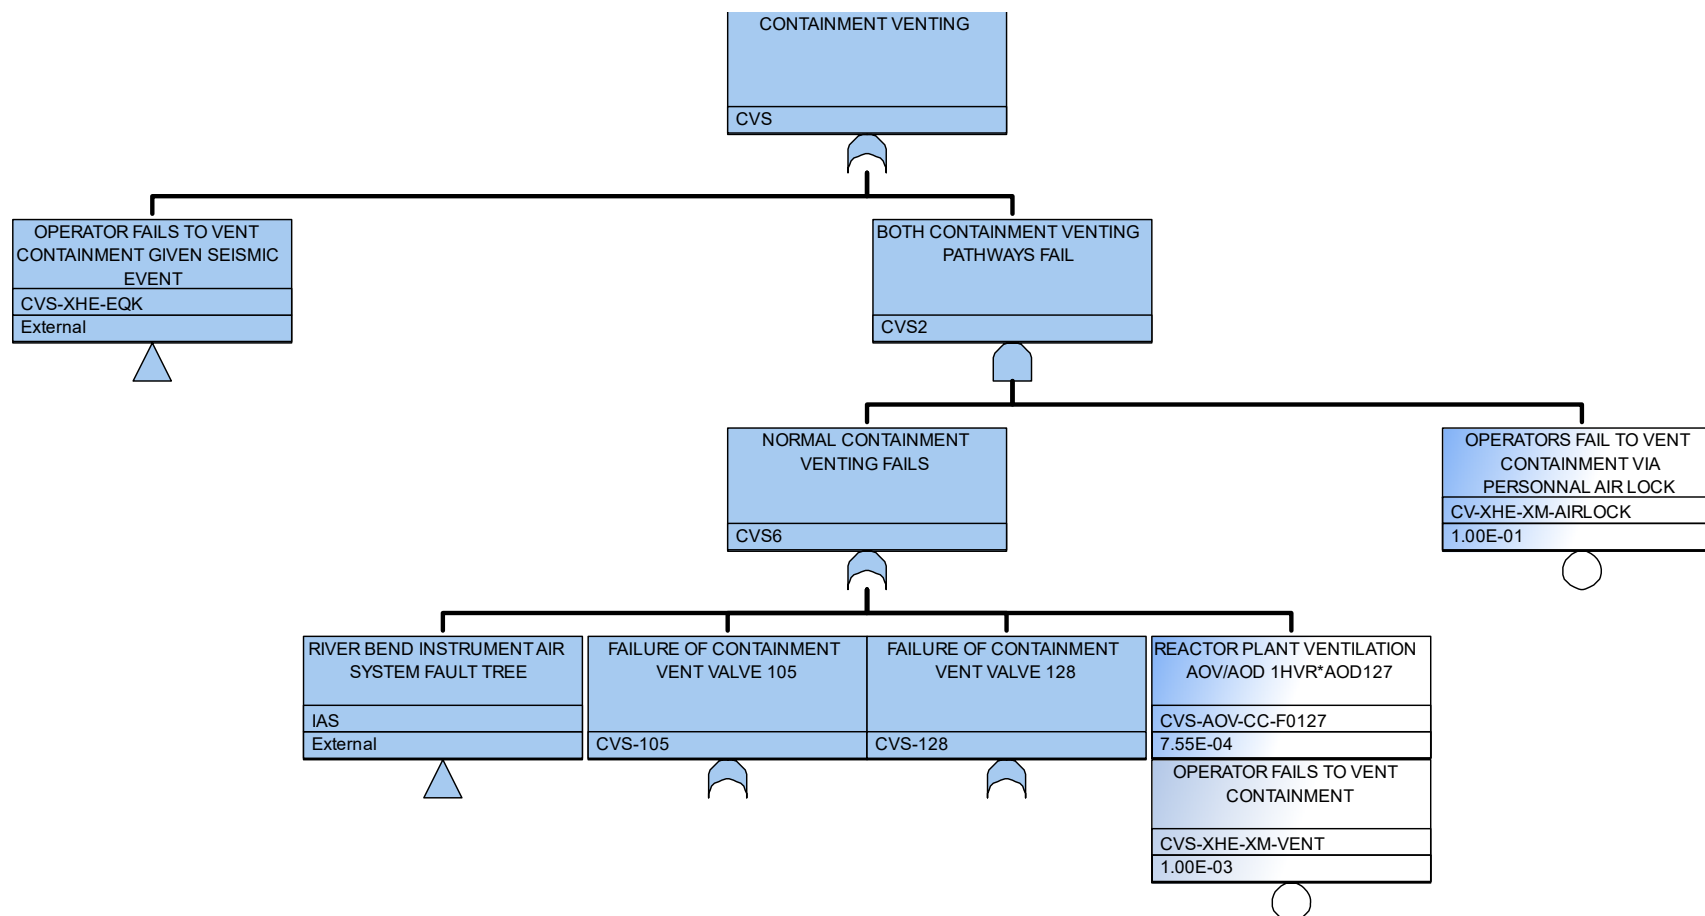 CONTAINMENT VENTING
CVS
OPERATOR FAILS TO VENT
CONTAINMENT GIVEN SEISMIC
EVENT
CVS-XHE-EQK
External
BOTH CONTAINMENT VENTING
PATHWAYS FAIL
CVS2
NORMAL CONTAINMENT
VENTING FAILS
CVS6
OPERATORS FAIL TO VENT
CONTAINMENT VIA
PERSONNAL AIR LOCK
CV-XHE-XM-AIRLOCK
1.00E-01
RIVER BEND INSTRUMENT AIR
SYSTEM FAULT TREE
IAS
External
FAILURE OF CONTAINMENT
VENT VALVE 105
CVS-105
FAILURE OF CONTAINMENT
VENT VALVE 128
CVS-128
REACTOR PLANT VENTILATION
AOV/AOD 1HVR*AOD127
CVS-AOV-CC-F0127
7.55E-04
OPERATOR FAILS TO VENT
CONTAINMENT
CVS-XHE-XM-VENT
1.00E-03